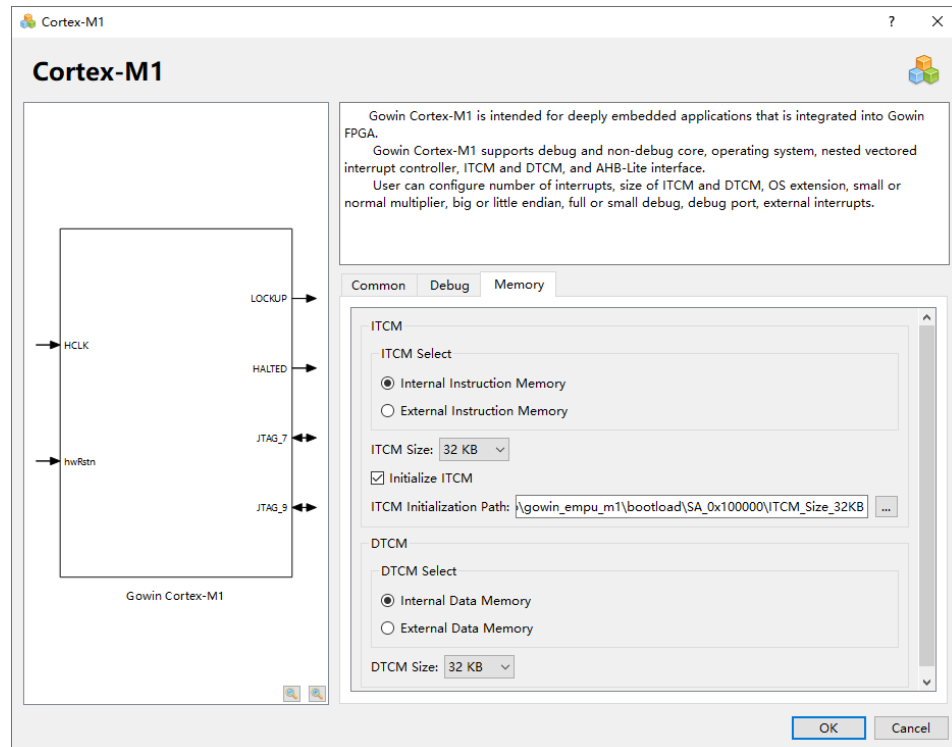 Cortex-M1
Cortex-M1
Gowin Cortex-M1 is intended for deeply embedded applications that is integrated into Gowin
FPGA.
Gowin Cortex-M1 supports debug and non-debug core, operating system, nested vectored
interrupt controller, ITCM and DTCM, and AHB-Lite interface.
User can configure number of interrupts, size of ITCM and DTCM, OS extension, small or
normal multiplier, big or little endian, full or small debug, debug port, external interrupts.
LOCKUP
HCLK
HALTED
JTAG_7
hwRstn
JTAG_9
Gowin Cortex-M1
Common Debug Memory
ITCM
ITCM Select
Internal Instruction Memory
External Instruction Memory
ITCM Size: 32 KB
Initialize ITCM
ITCM Initialization Path: \gowin_empu_m1\bootload\SA_0x100000\ITCM_Size_32KB ...
DTCM
DTCM Select
Internal Data Memory
External Data Memory
DTCM Size: 32 KB
OK Cancel